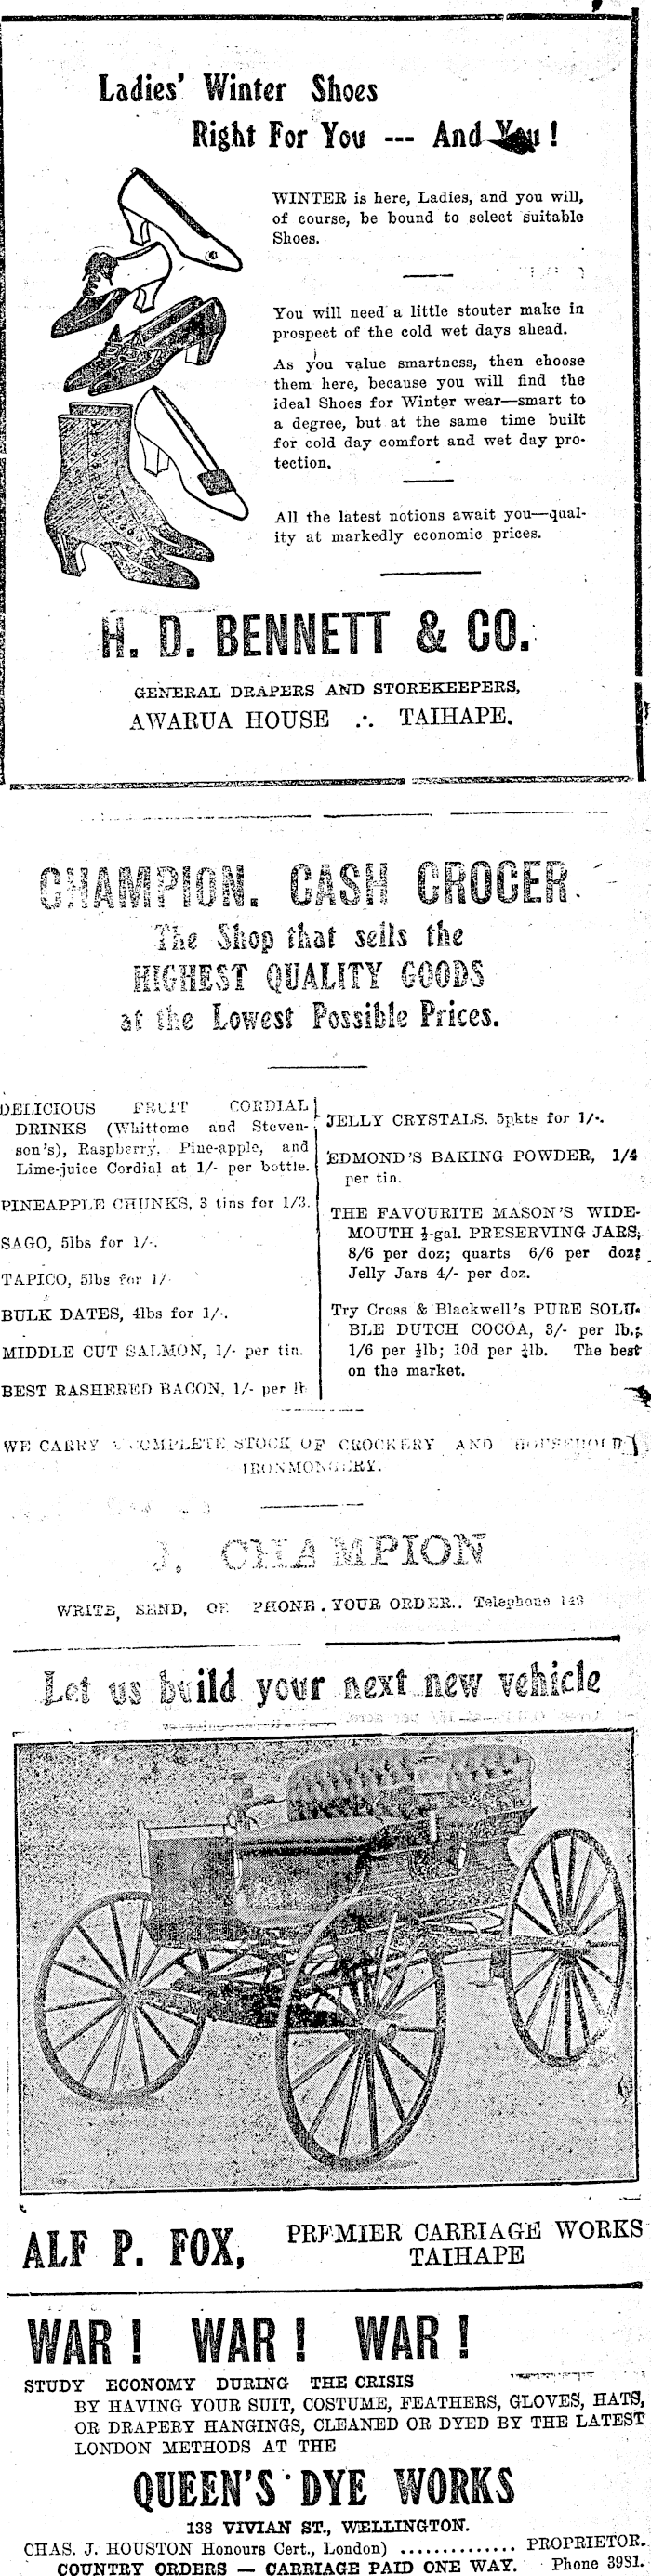 Ladies' Winter Shoes
Right For You --- And You!
WINTER is here, Ladies, and you will,
of course, be bound to select suitable
Shoes.
You will need a little stouter make in
prospect of the cold wet days ahead.
As you value smartness, then choose
them here, because you will find the
ideal Shoes for Winter wear—smart to
a degree, but at the same time built
for cold day comfort and wet day pro-
tection.
All the latest notions await you—qual-
ity at markedly economic prices.
H. D. BENNETT & CO.
GENERAL DRAPERS AND STOREKEEPERS,
AWARUA HOUSE .·. TAIHAPE.
CHAMPION. CASH GROCER.
The Shop that sells the
HIGHEST QUALITY GOODS
at the Lowest Possible Prices.
DELICIOUS FRUIT CORDIAL
DRINKS (Whittome and Steven-
son's), Raspberry, Pine-apple, and
Lime-juice Cordial at 1/- per bottle.
PINEAPPLE CHUNKS, 3 tins for 1/3.
SAGO, 5lbs for 1/-.
TAPICO, 5lbs for 1/-
BULK DATES, 4lbs for 1/-.
MIDDLE CUT SALMON, 1/- per tin.
BEST RASHERED BACON, 1/- per lb
JELLY CRYSTALS. 5pkts for 1/-.
EDMOND'S BAKING POWDER, 1/4
per tin.
THE FAVOURITE MASON'S WIDE-
MOUTH ½-gal. PRESERVING JARS;
8/6 per doz; quarts 6/6 per doz;
Jelly Jars 4/- per doz.
Try Cross & Blackwell's PURE SOLU-
BLE DUTCH COCOA, 3/- per lb.;
1/6 per ½lb; 10d per ¼lb. The best
on the market.
WE CARRY A COMPLETE STOCK OF CROCKERY AND HOUSEHOLD
IRONMONGERY.
J. CHAMPION
WRITE, SEND, OR PHONE. YOUR ORDER.. Telephone
Let us build your next new vehicle
ALF P. FOX, PREMIER CARRIAGE WORKS
TAIHAPE
WAR! WAR! WAR!
STUDY ECONOMY DURING THE CRISIS
BY HAVING YOUR SUIT, COSTUME, FEATHERS, GLOVES, HATS,
OR DRAPERY HANGINGS, CLEANED OR DYED BY THE LATEST
LONDON METHODS AT THE
QUEEN'S DYE WORKS
138 VIVIAN ST., WELLINGTON.
CHAS. J. HOUSTON Honours Cert., London) .............. PROPRIETOR.
COUNTRY ORDERS — CARRIAGE PAID ONE WAY. Phone 3981.